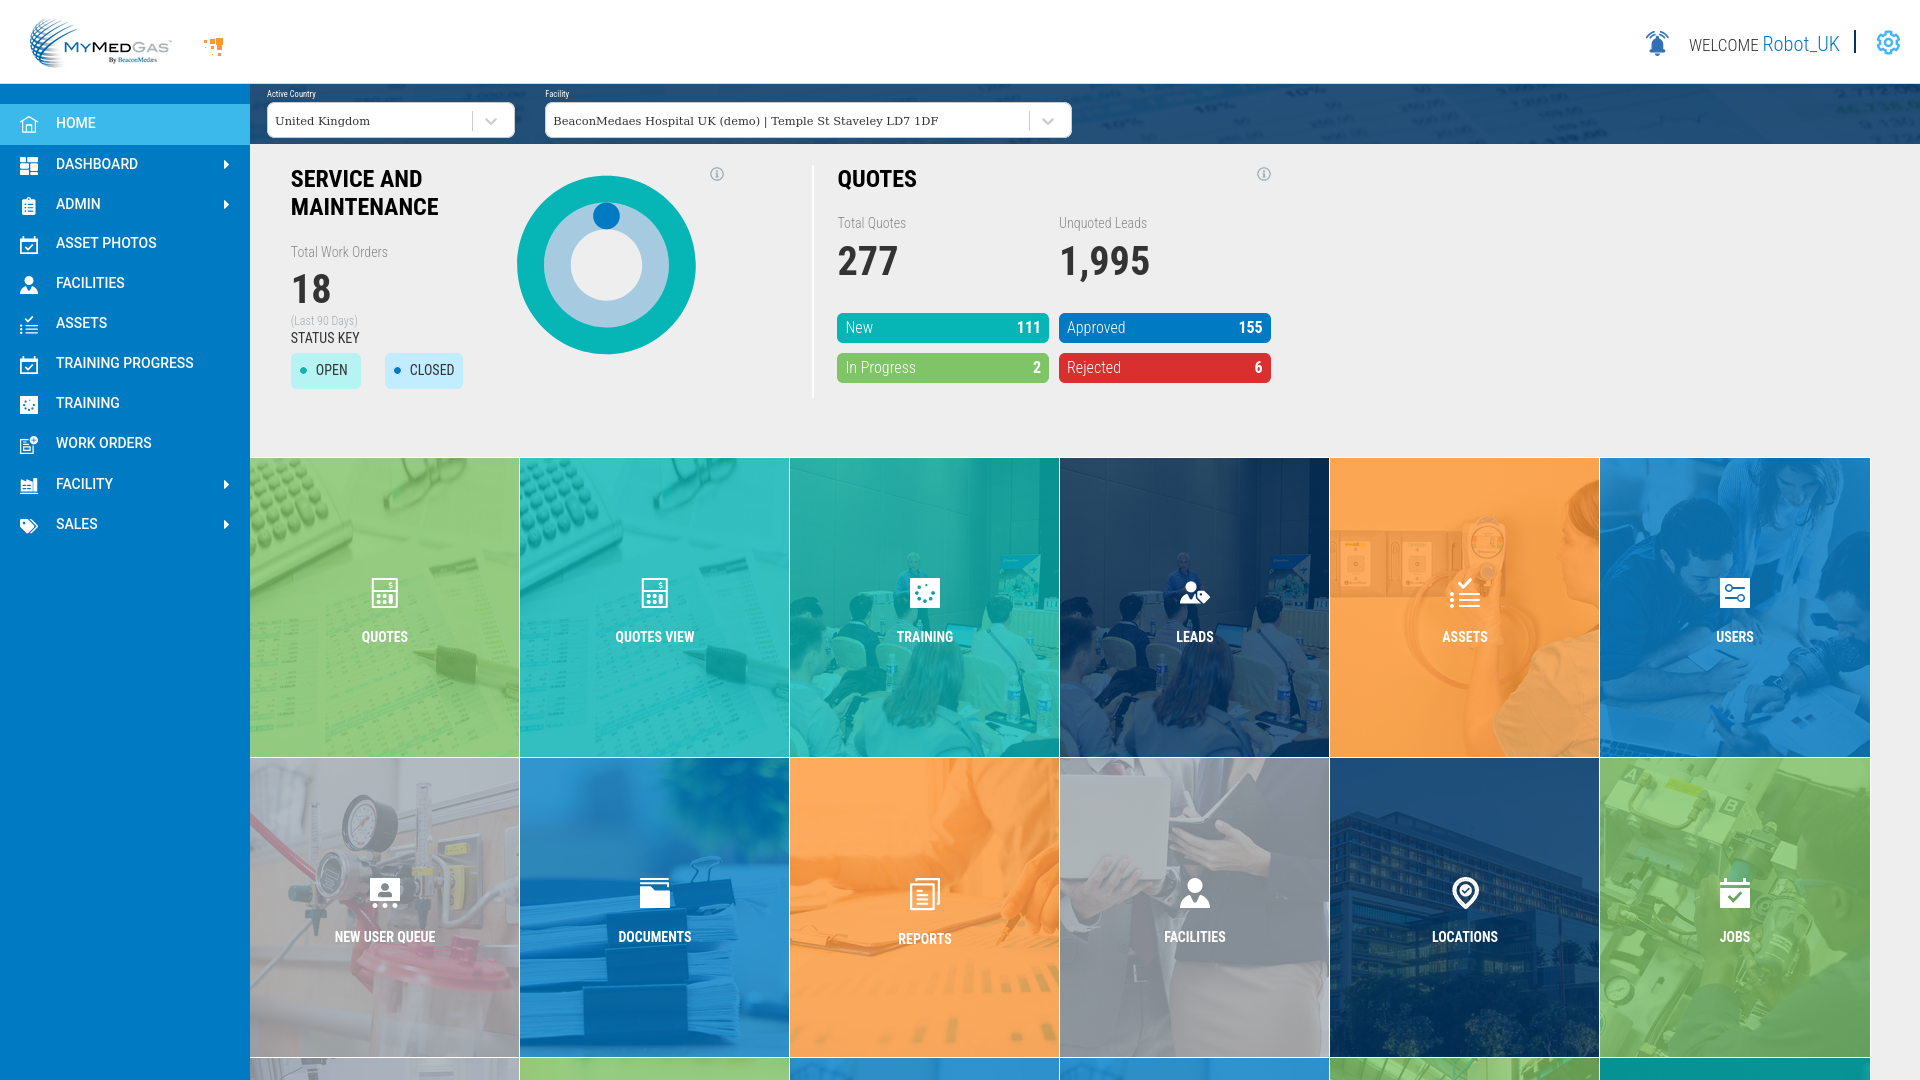 MYMEDGAS
By BeaconMedæs
WELCOME Robot_UK
HOME
DASHBOARD
ADMIN
ASSET PHOTOS
FACILITIES
ASSETS
TRAINING PROGRESS
TRAINING
WORK ORDERS
FACILITY
SALES
Active Country
United Kingdom
Facility
BeaconMedaes Hospital UK (demo) | Temple St Staveley LD7 1DF
SERVICE AND
MAINTENANCE
Total Work Orders
18
(Last 90 Days)
STATUS KEY
OPEN
CLOSED
QUOTES
Total Quotes
277
Unquoted Leads
1,995
New 111
Approved 155
In Progress 2
Rejected 6
QUOTES
QUOTES VIEW
TRAINING
LEADS
ASSETS
USERS
NEW USER QUEUE
DOCUMENTS
REPORTS
FACILITIES
LOCATIONS
JOBS